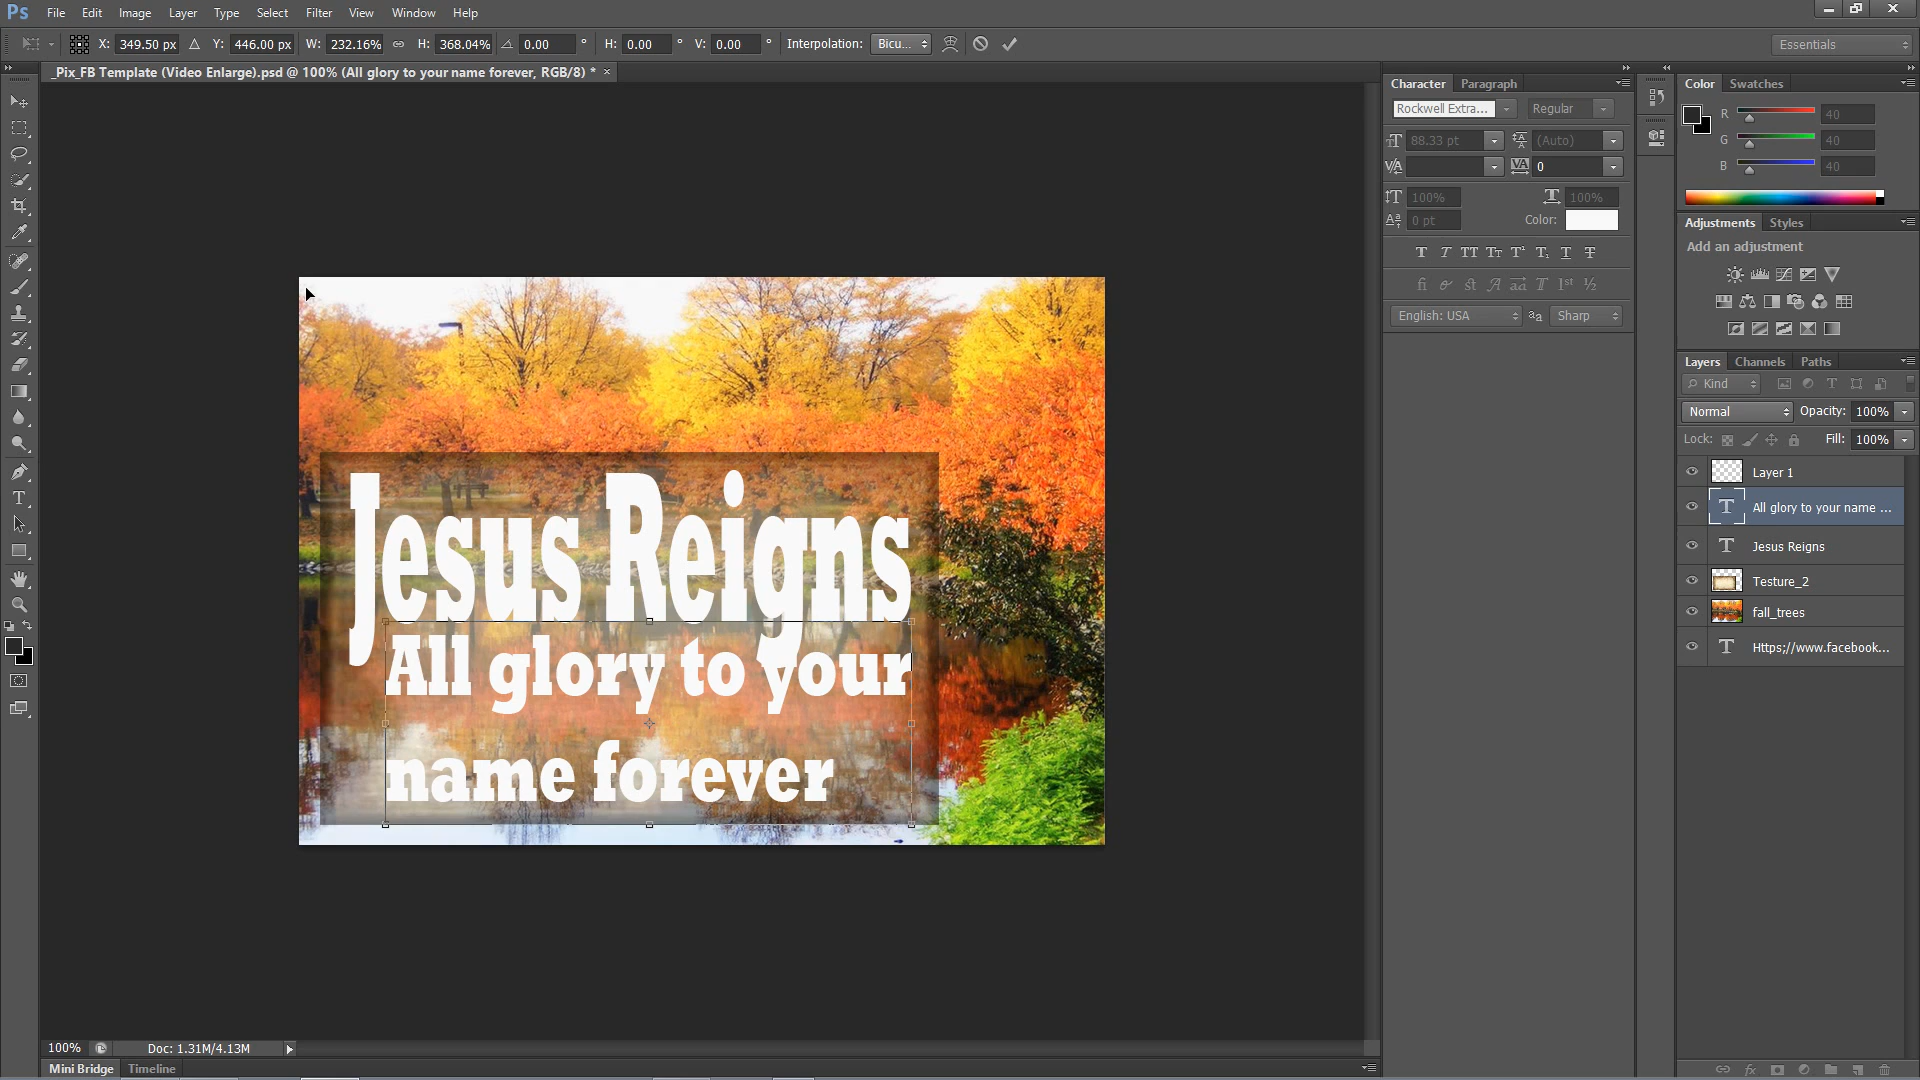 Ps File Edit Image Layer Type Select Filter View Window Help
X: 349.50 px Y: 446.00 px W: 232.16% H: 368.04% 0.00 ° H: 0.00 ° V: 0.00 ° Interpolation: Bicu... Essentials
_Pix_FB Template (Video Enlarge).psd @ 100% (All glory to your name forever, RGB/8) * ×
Character Paragraph
Rockwell Extra... Regular
88.33 pt (Auto)
0
100% 100%
0 pt Color:
English: USA Sharp
Color Swatches
R 40
G 40
B 40
Adjustments Styles
Add an adjustment
Layers Channels Paths
Kind
Normal Opacity: 100%
Lock: Fill: 100%
Layer 1
All glory to your name ...
Jesus Reigns
Testure_2
fall_trees
Https;//www.facebook...
Jesus Reigns
All glory to your
name forever
100% Doc: 1.31M/4.13M
Mini Bridge Timeline